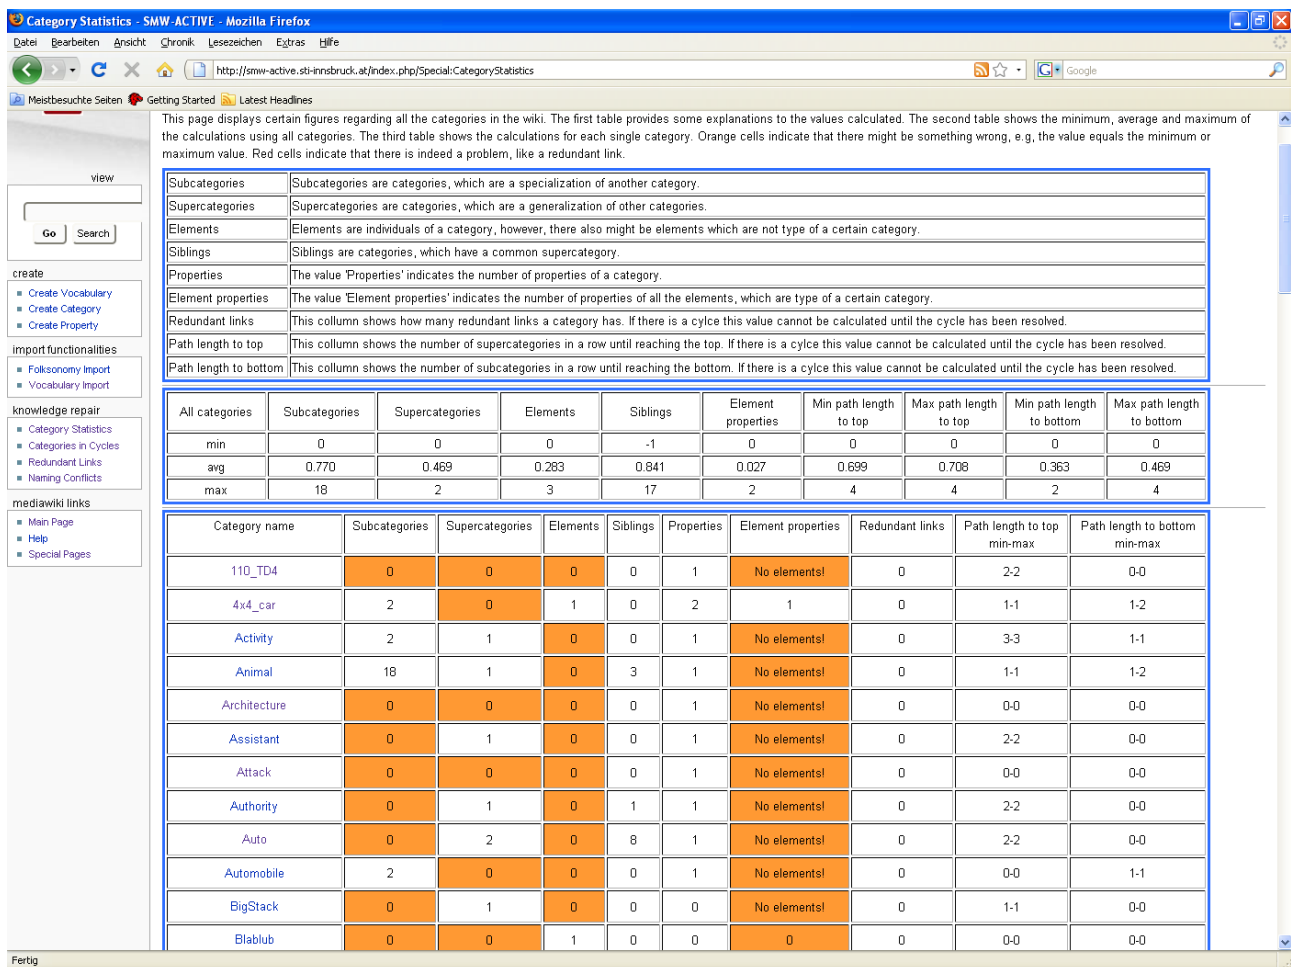 Category Statistics - SMW-ACTIVE - Mozilla Firefox
Datei Bearbeiten Ansicht Chronik Lesezeichen Extras Hilfe
http://smw-active.sti-innsbruck.at/index.php/Special:CategoryStatistics
Google
Meistbesuchte Seiten Getting Started Latest Headlines
This page displays certain figures regarding all the categories in the wiki. The first table provides some explanations to the values calculated. The second table shows the minimum, average and maximum of
the calculations using all categories. The third table shows the calculations for each single category. Orange cells indicate that there might be something wrong, e.g, the value equals the minimum or
maximum value. Red cells indicate that there is indeed a problem, like a redundant link.
view
Go Search
create
Create Vocabulary
Create Category
Create Property
import functionalities
Folksonomy Import
Vocabulary Import
knowledge repair
Category Statistics
Categories in Cycles
Redundant Links
Naming Conflicts
mediawiki links
Main Page
Help
Special Pages
Subcategories Subcategories are categories, which are a specialization of another category.
Supercategories Supercategories are categories, which are a generalization of other categories.
Elements Elements are individuals of a category, however, there also might be elements which are not type of a certain category.
Siblings Siblings are categories, which have a common supercategory.
Properties The value 'Properties' indicates the number of properties of a category.
Element properties The value 'Element properties' indicates the number of properties of all the elements, which are type of a certain category.
Redundant links This collumn shows how many redundant links a category has. If there is a cylce this value cannot be calculated until the cycle has been resolved.
Path length to top This column shows the number of supercategories in a row until reaching the top. If there is a cylce this value cannot be calculated until the cycle has been resolved.
Path length to bottom This column shows the number of subcategories in a row until reaching the bottom. If there is a cylce this value cannot be calculated until the cycle has been resolved.
All categories Subcategories Supercategories Elements Siblings Element properties Min path length to top Max path length to top Min path length to bottom Max path length to bottom
min 0 0 0 -1 0 0 0 0 0
avg 0.770 0.469 0.283 0.841 0.027 0.699 0.708 0.363 0.469
max 18 2 3 17 2 4 4 2 4
Category name Subcategories Supercategories Elements Siblings Properties Element properties Redundant links Path length to top min-max Path length to bottom min-max
110_TD4 0 0 0 0 1 No elements! 0 2-2 0-0
4x4_car 2 0 1 0 2 1 0 1-1 1-2
Activity 2 1 0 0 1 No elements! 0 3-3 1-1
Animal 18 1 0 3 1 No elements! 0 1-1 1-2
Architecture 0 0 0 0 1 No elements! 0 0-0 0-0
Assistant 0 1 0 0 1 No elements! 0 2-2 0-0
Attack 0 0 0 0 1 No elements! 0 0-0 0-0
Authority 0 1 0 1 1 No elements! 0 2-2 0-0
Auto 0 2 0 8 1 No elements! 0 2-2 0-0
Automobile 2 0 0 0 1 No elements! 0 0-0 1-1
BigStack 0 1 0 0 0 No elements! 0 1-1 0-0
Blablub 0 0 1 0 0 0 0 0-0 0-0
Fertig